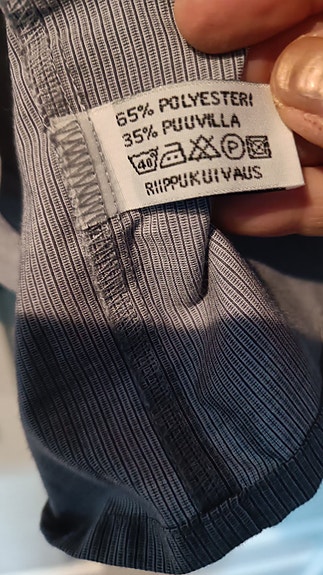 65% POLYESTERI
35% PUUVILLA
40 P
RIIPPUKUIVAUS